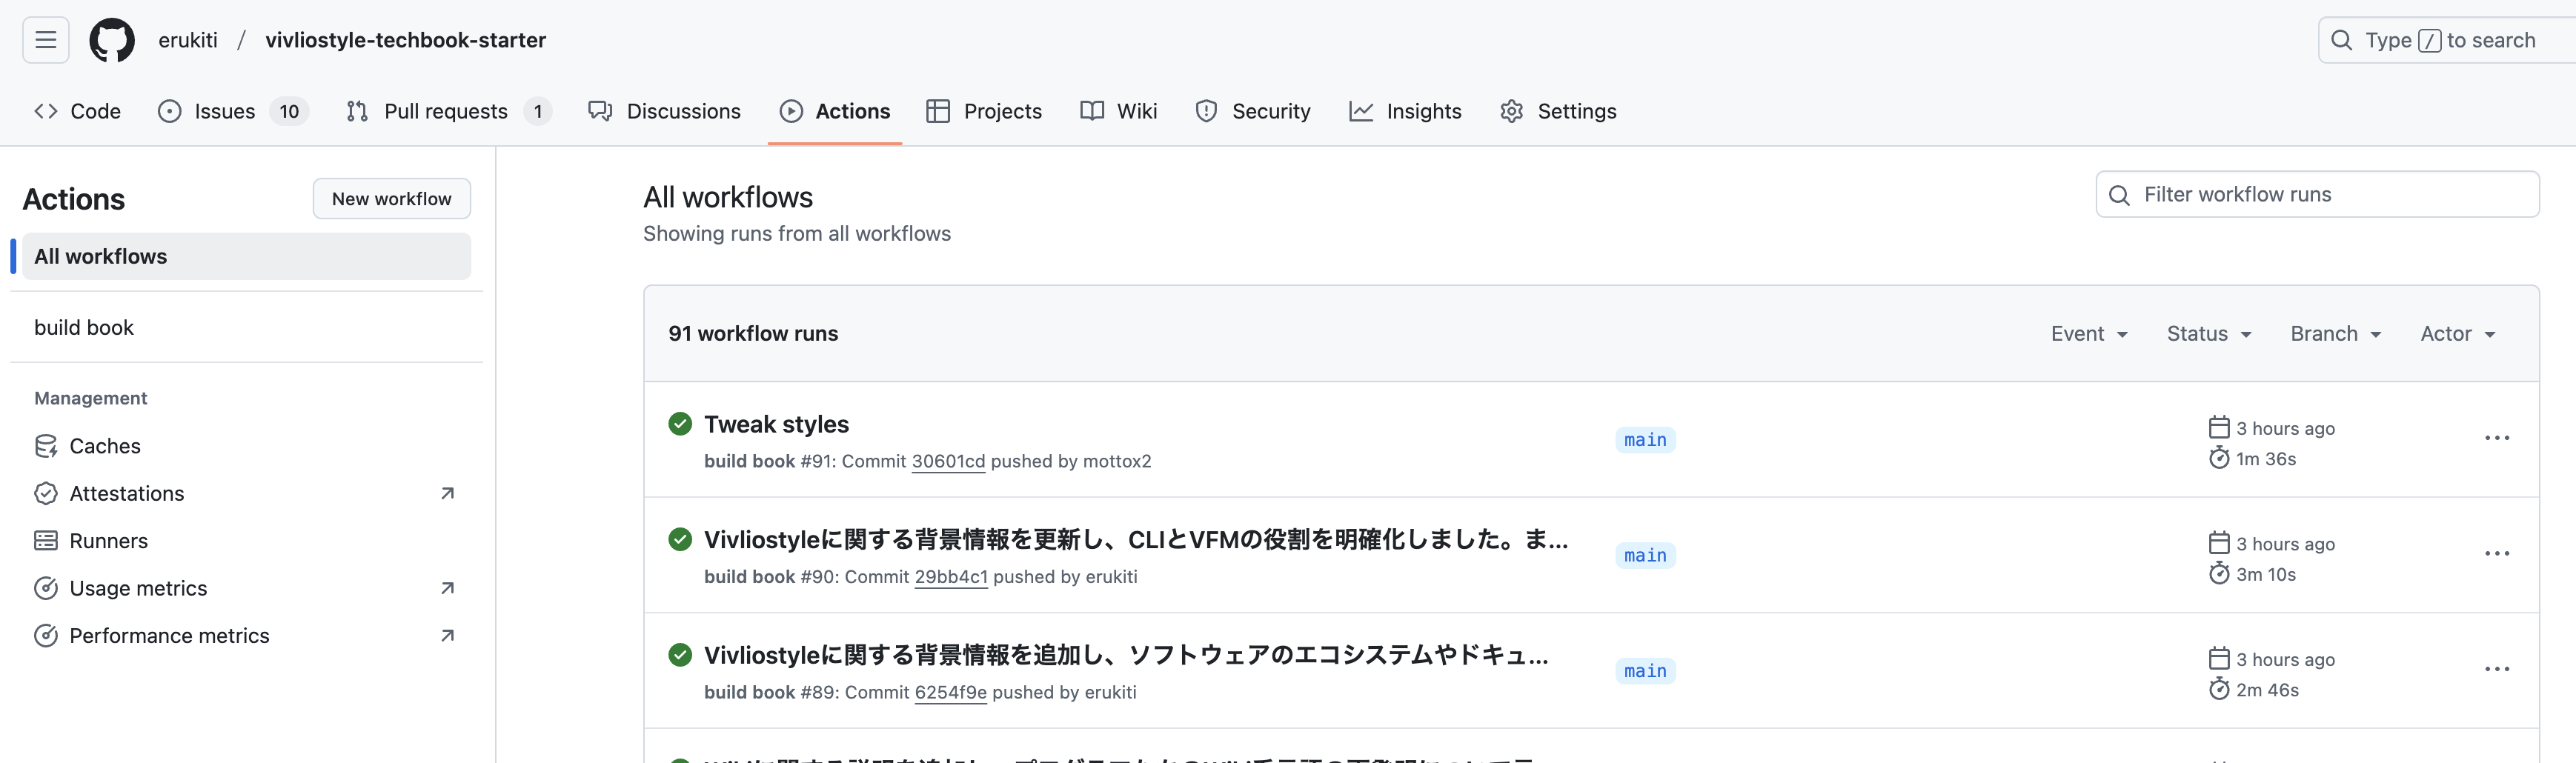 erukiti / vivliostyle-techbook-starter
Type / to search
Code Issues 10 Pull requests 1 Discussions Actions Projects Wiki Security Insights Settings
Actions
New workflow
All workflows
build book
Management
Caches
Attestations
Runners
Usage metrics
Performance metrics
All workflows
Showing runs from all workflows
Filter workflow runs
91 workflow runs
Event Status Branch Actor
Tweak styles
build book #91: Commit 30601cd pushed by mottox2
main
3 hours ago
1m 36s
Vivliostyleに関する背景情報を更新し、CLIとVFMの役割を明確化しました。ま...
build book #90: Commit 29bb4c1 pushed by erukiti
main
3 hours ago
3m 10s
Vivliostyleに関する背景情報を追加し、ソフトウェアのエコシステムやドキュ...
build book #89: Commit 6254f9e pushed by erukiti
main
3 hours ago
2m 46s